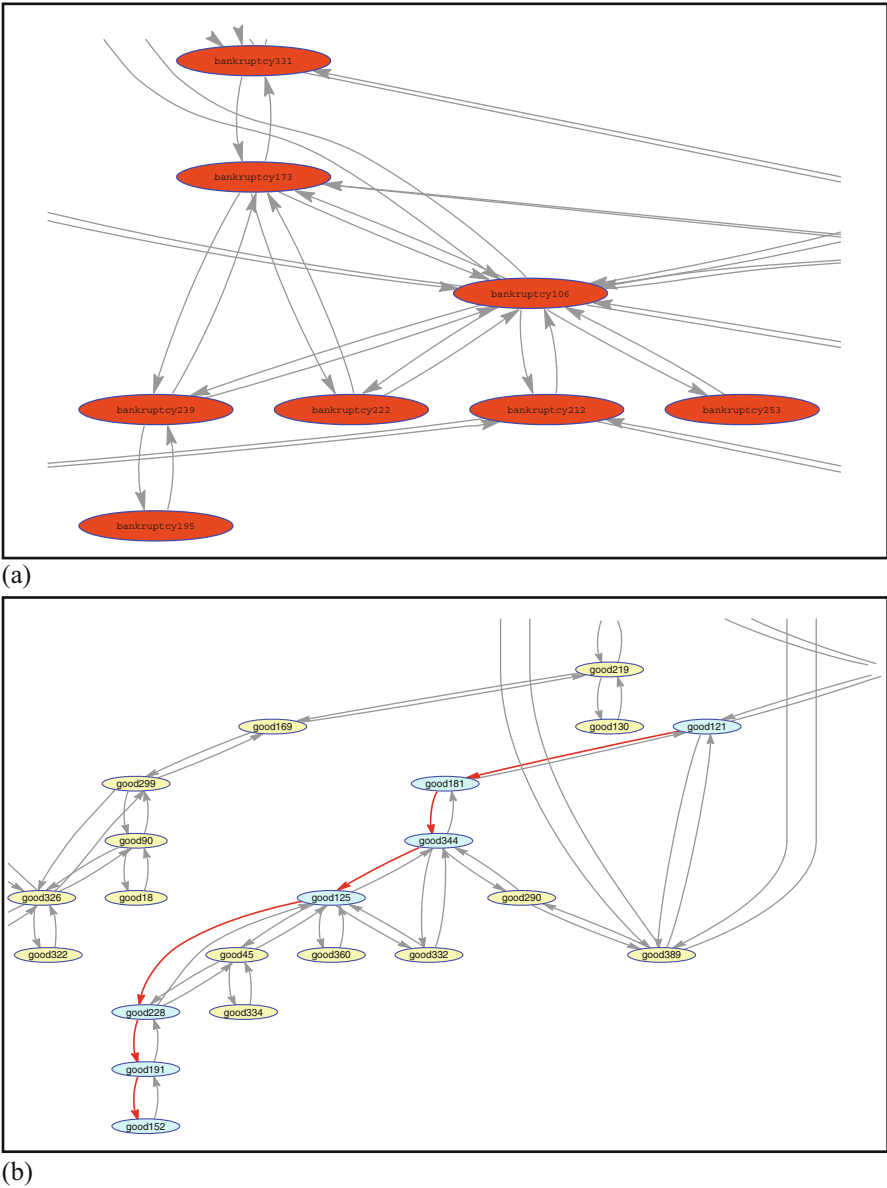 bankruptcy331
bankruptcy173
bankruptcy106
bankruptcy239 bankruptcy222 bankruptcy212 bankruptcy253
bankruptcy195
(a)
good219
good169 good130 good121
good299 good181
good90 good344
good326 good18 good125 good290
good322 good45 good360 good332 good389
good228 good334
good191
good152
(b)